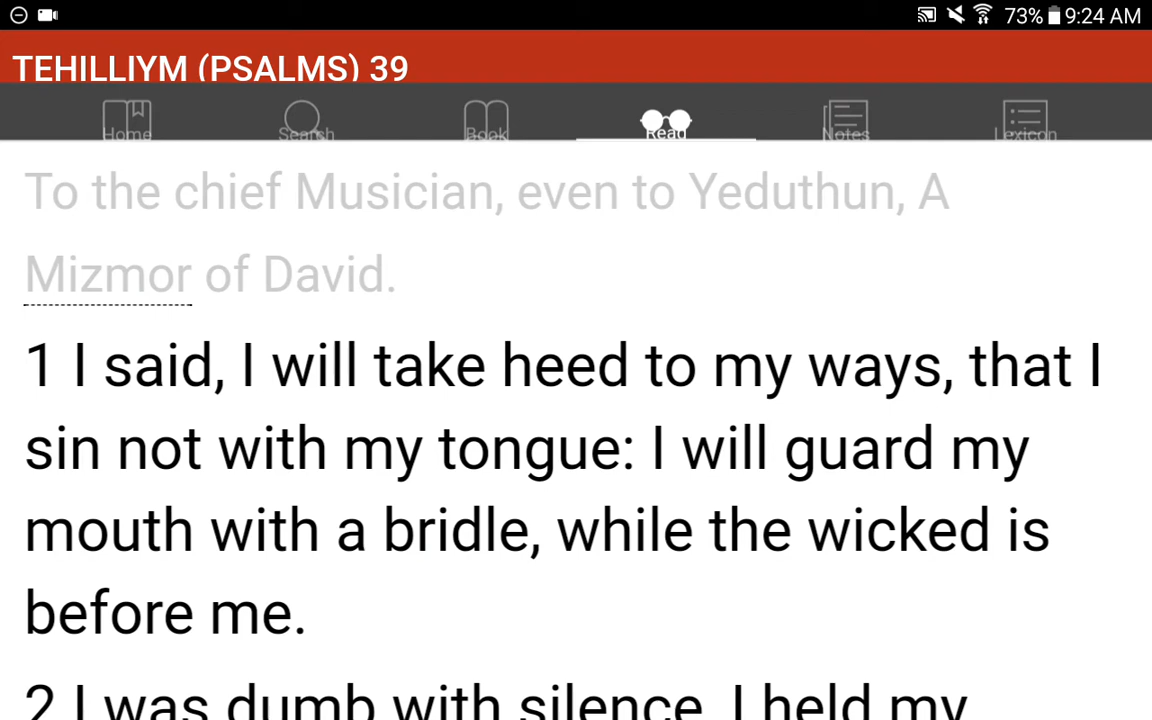 73% 9:24 AM
TEHILLIYM (PSALMS) 39
Home Search Book Read Notes Lexicon
To the chief Musician, even to Yeduthun, A
Mizmor of David.
1 I said, I will take heed to my ways, that I
sin not with my tongue: I will guard my
mouth with a bridle, while the wicked is
before me.
2 I was dumb with silence, I held my